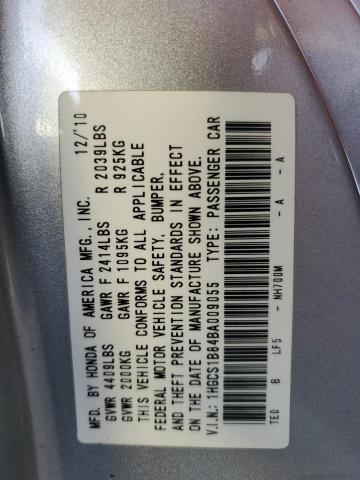 MFD. BY HONDA OF AMERICA MFG., INC. 12/'10
GVWR 4409LBS GAWR F 2414LBS R 2039LBS
GVWR 2000KG GAWR F 1095KG R 925KG
THIS VEHICLE CONFORMS TO ALL APPLICABLE
FEDERAL MOTOR VEHICLE SAFETY, BUMPER,
AND THEFT PREVENTION STANDARDS IN EFFECT
ON THE DATE OF MANUFACTURE SHOWN ABOVE.
V.I.N.: 1HGCS1B84BA009055 TYPE: PASSENGER CAR
TE0 B LF5 - NH700M - A - A